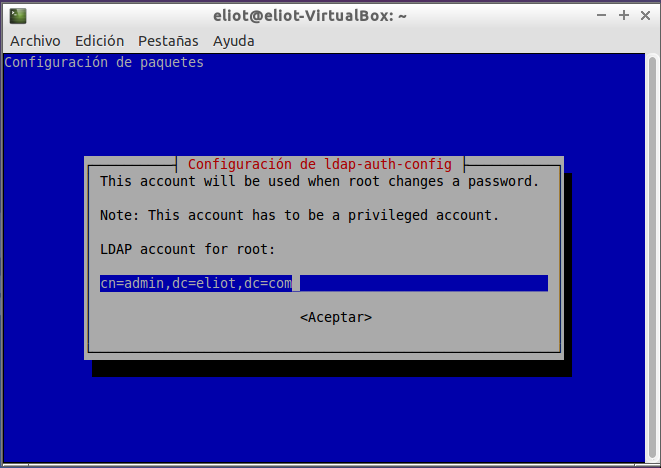 eliot@eliot-VirtualBox: ~
Archivo Edición Pestañas Ayuda
Configuración de paquetes
Configuración de ldap-auth-config
This account will be used when root changes a password.
Note: This account has to be a privileged account.
LDAP account for root:
cn=admin,dc=eliot,dc=com
<Aceptar>